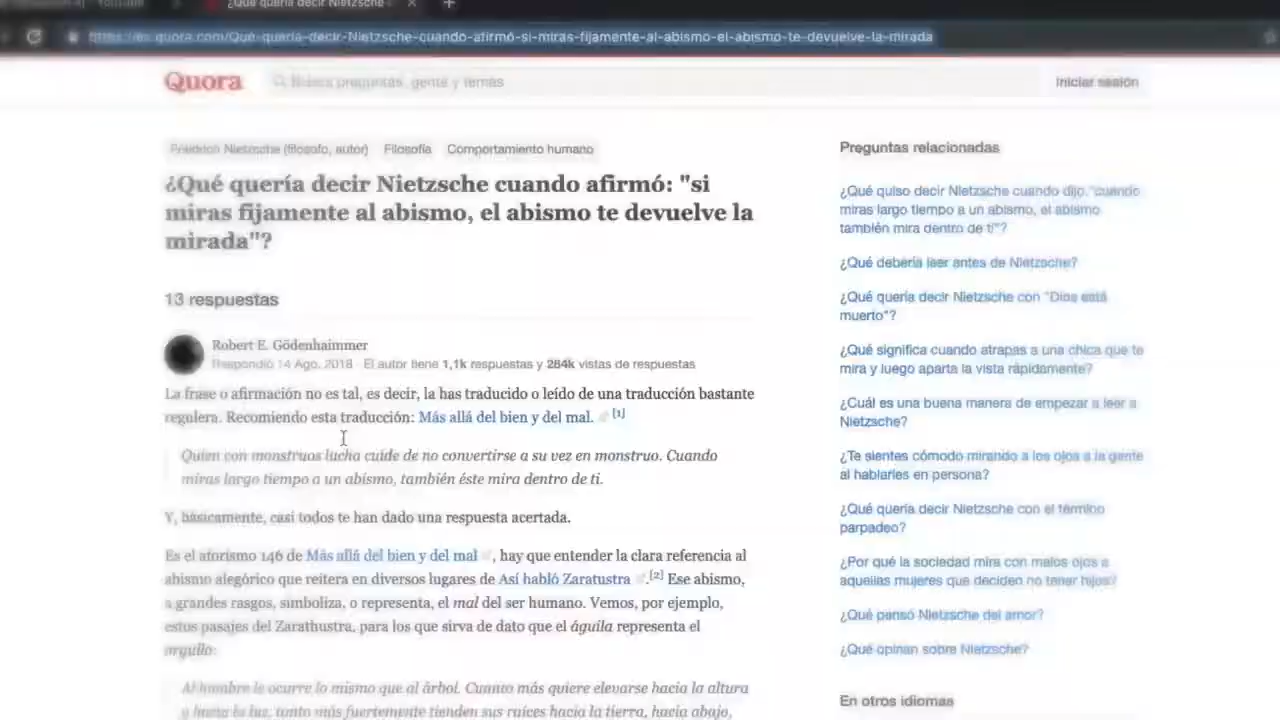 YouTube
¿Qué quería decir Nietzsche
https://es.quora.com/Qué-quería-decir-Nietzsche-cuando-afirmó-si-miras-fijamente-al-abismo-el-abismo-te-devuelve-la-mirada
Quora
Busca preguntas, gente y temas
Iniciar sesión
Friedrich Nietzsche (filósofo, autor) Filosofía Comportamiento humano
¿Qué quería decir Nietzsche cuando afirmó: "si
miras fijamente al abismo, el abismo te devuelve la
mirada"?
13 respuestas
Robert E. Gödenhaimmer
Respondió 14 Ago, 2018 · El autor tiene 1,1k respuestas y 284k vistas de respuestas
La frase o afirmación no es tal, es decir, la has traducido o leído de una traducción bastante
regulera. Recomiendo esta traducción: Más allá del bien y del mal. [1]
Quien con monstruos lucha cuide de no convertirse a su vez en monstruo. Cuando
miras largo tiempo a un abismo, también éste mira dentro de ti.
Y, básicamente, casi todos te han dado una respuesta acertada.
Es el aforismo 146 de Más allá del bien y del mal , hay que entender la clara referencia al
abismo alegórico que reitera en diversos lugares de Así habló Zaratustra .[2] Ese abismo,
a grandes rasgos, simboliza, o representa, el mal del ser humano. Vemos, por ejemplo,
estos pasajes del Zarathustra, para los que sirva de dato que el águila representa el
orgullo:
Al hombre le ocurre lo mismo que al árbol. Cuanto más quiere elevarse hacia la altura
y hacia la luz, tanto más fuertemente tienden sus raíces hacia la tierra, hacia abajo,
Preguntas relacionadas
¿Qué quiso decir Nietzsche cuando dijo,"cuando
miras largo tiempo a un abismo, el abismo
también mira dentro de ti"?
¿Qué debería leer antes de Nietzsche?
¿Qué quería decir Nietzsche con "Dios está
muerto"?
¿Qué significa cuando atrapas a una chica que te
mira y luego aparta la vista rápidamente?
¿Cuál es una buena manera de empezar a leer a
Nietzsche?
¿Te sientes cómodo mirando a los ojos a la gente
al hablarles en persona?
¿Qué quería decir Nietzsche con el término
parpadeo?
¿Por qué la sociedad mira con malos ojos a
aquellas mujeres que deciden no tener hijos?
¿Qué pensó Nietzsche del amor?
¿Qué opinan sobre Nietzsche?
En otros idiomas